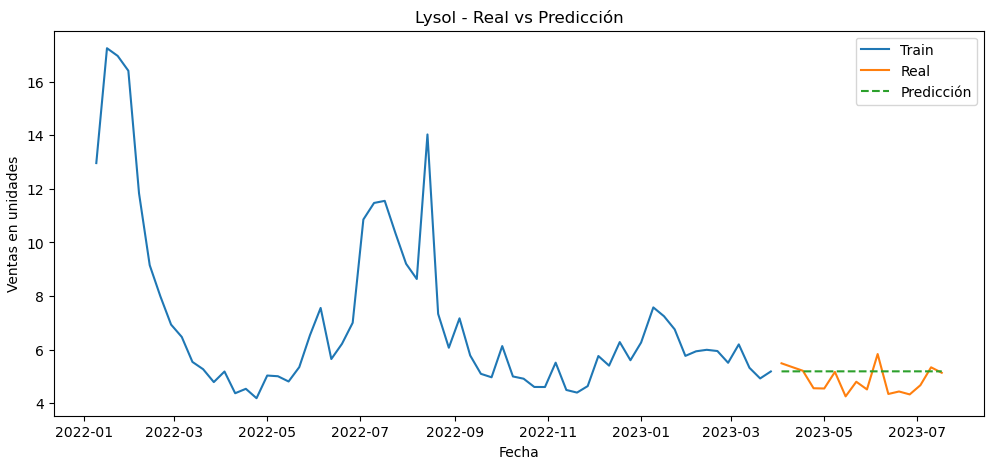 Lysol - Real vs Predicción
Train
Real
Predicción
Ventas en unidades
16
14
12
10
8
6
4
2022-01
2022-03
2022-05
2022-07
2022-09
2022-11
2023-01
2023-03
2023-05
2023-07
Fecha